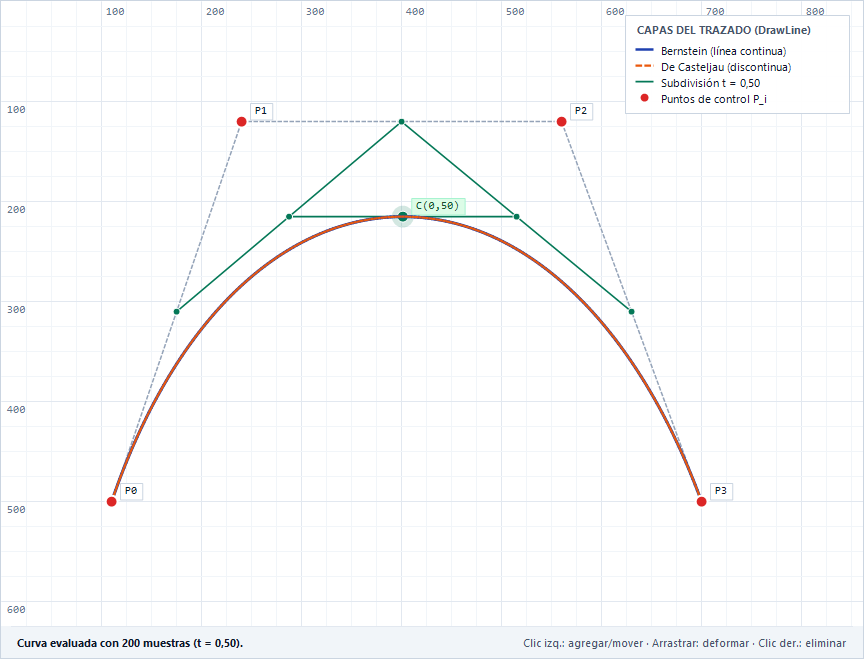 100 200 300 400 500 600 700 800
CAPAS DEL TRAZADO (DrawLine)
Bernstein (línea continua)
De Casteljau (discontinua)
Subdivisión t = 0,50
Puntos de control P_i
100
P1
P2
200
C(0,50)
300
400
P0
P3
500
600
Curva evaluada con 200 muestras (t = 0,50).
Clic izq.: agregar/mover · Arrastrar: deformar · Clic der.: eliminar